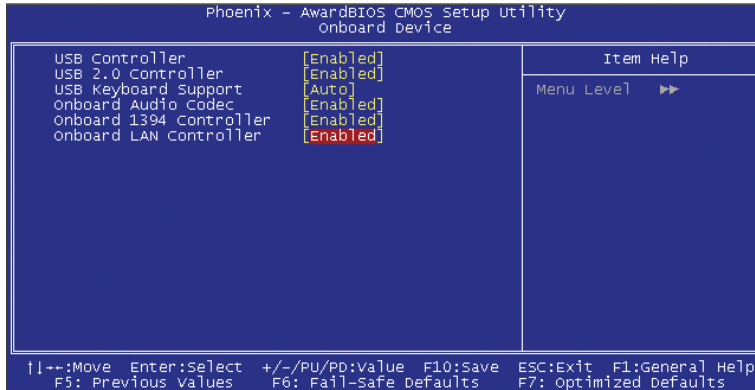 Phoenix - AwardBIOS CMOS Setup Utility
Onboard Device
USB Controller [Enabled]
USB 2.0 Controller [Enabled]
USB Keyboard Support [Auto]
Onboard Audio Codec [Enabled]
Onboard 1394 Controller [Enabled]
Onboard LAN Controller [Enabled]
Item Help
Menu Level ►►
↑↓→←:Move Enter:Select +/-/PU/PD:Value F10:Save ESC:Exit F1:General Help
F5: Previous Values F6: Fail-Safe Defaults F7: Optimized Defaults